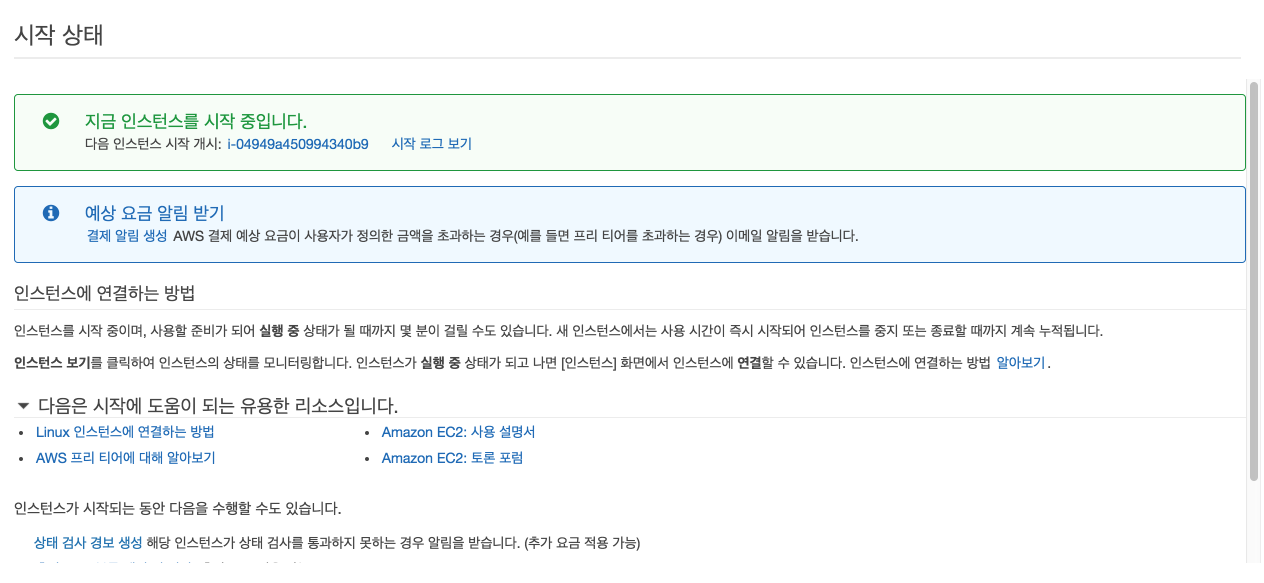 시작 상태
지금 인스턴스를 시작 중입니다.
다음 인스턴스 시작 개시: i-04949a450994340b9 시작 로그 보기
예상 요금 알림 받기
결제 알림 생성 AWS 결제 예상 요금이 사용자가 정의한 금액을 초과하는 경우(예를 들면 프리 티어를 초과하는 경우) 이메일 알림을 받습니다.
인스턴스에 연결하는 방법
인스턴스를 시작 중이며, 사용할 준비가 되어 실행 중 상태가 될 때까지 몇 분이 걸릴 수도 있습니다. 새 인스턴스에서는 사용 시간이 즉시 시작되어 인스턴스를 중지 또는 종료할 때까지 계속 누적됩니다.
인스턴스 보기를 클릭하여 인스턴스의 상태를 모니터링합니다. 인스턴스가 실행 중 상태가 되고 나면 [인스턴스] 화면에서 인스턴스에 연결할 수 있습니다. 인스턴스에 연결하는 방법 알아보기.
다음은 시작에 도움이 되는 유용한 리소스입니다.
• Linux 인스턴스에 연결하는 방법
• AWS 프리 티어에 대해 알아보기
• Amazon EC2: 사용 설명서
• Amazon EC2: 토론 포럼
인스턴스가 시작되는 동안 다음을 수행할 수도 있습니다.
상태 검사 경보 생성 해당 인스턴스가 상태 검사를 통과하지 못하는 경우 알림을 받습니다. (추가 요금 적용 가능)